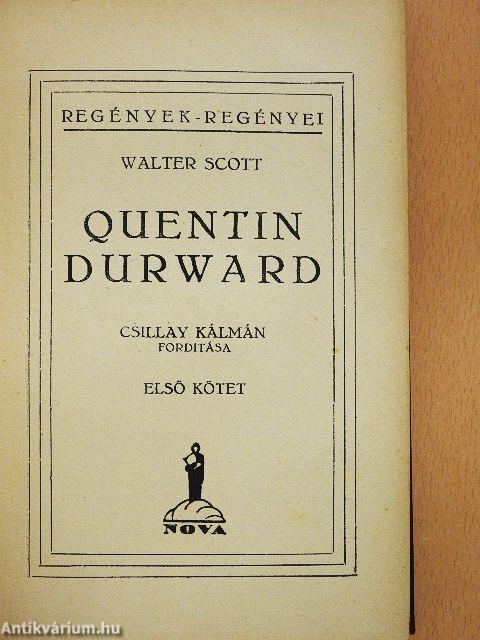 REGÉNYEK-REGÉNYEI
WALTER SCOTT
QUENTIN
DURWARD
CSILLAY KÁLMÁN
FORDITÁSA
ELSŐ KÖTET
NOVA
Antikvárium.hu